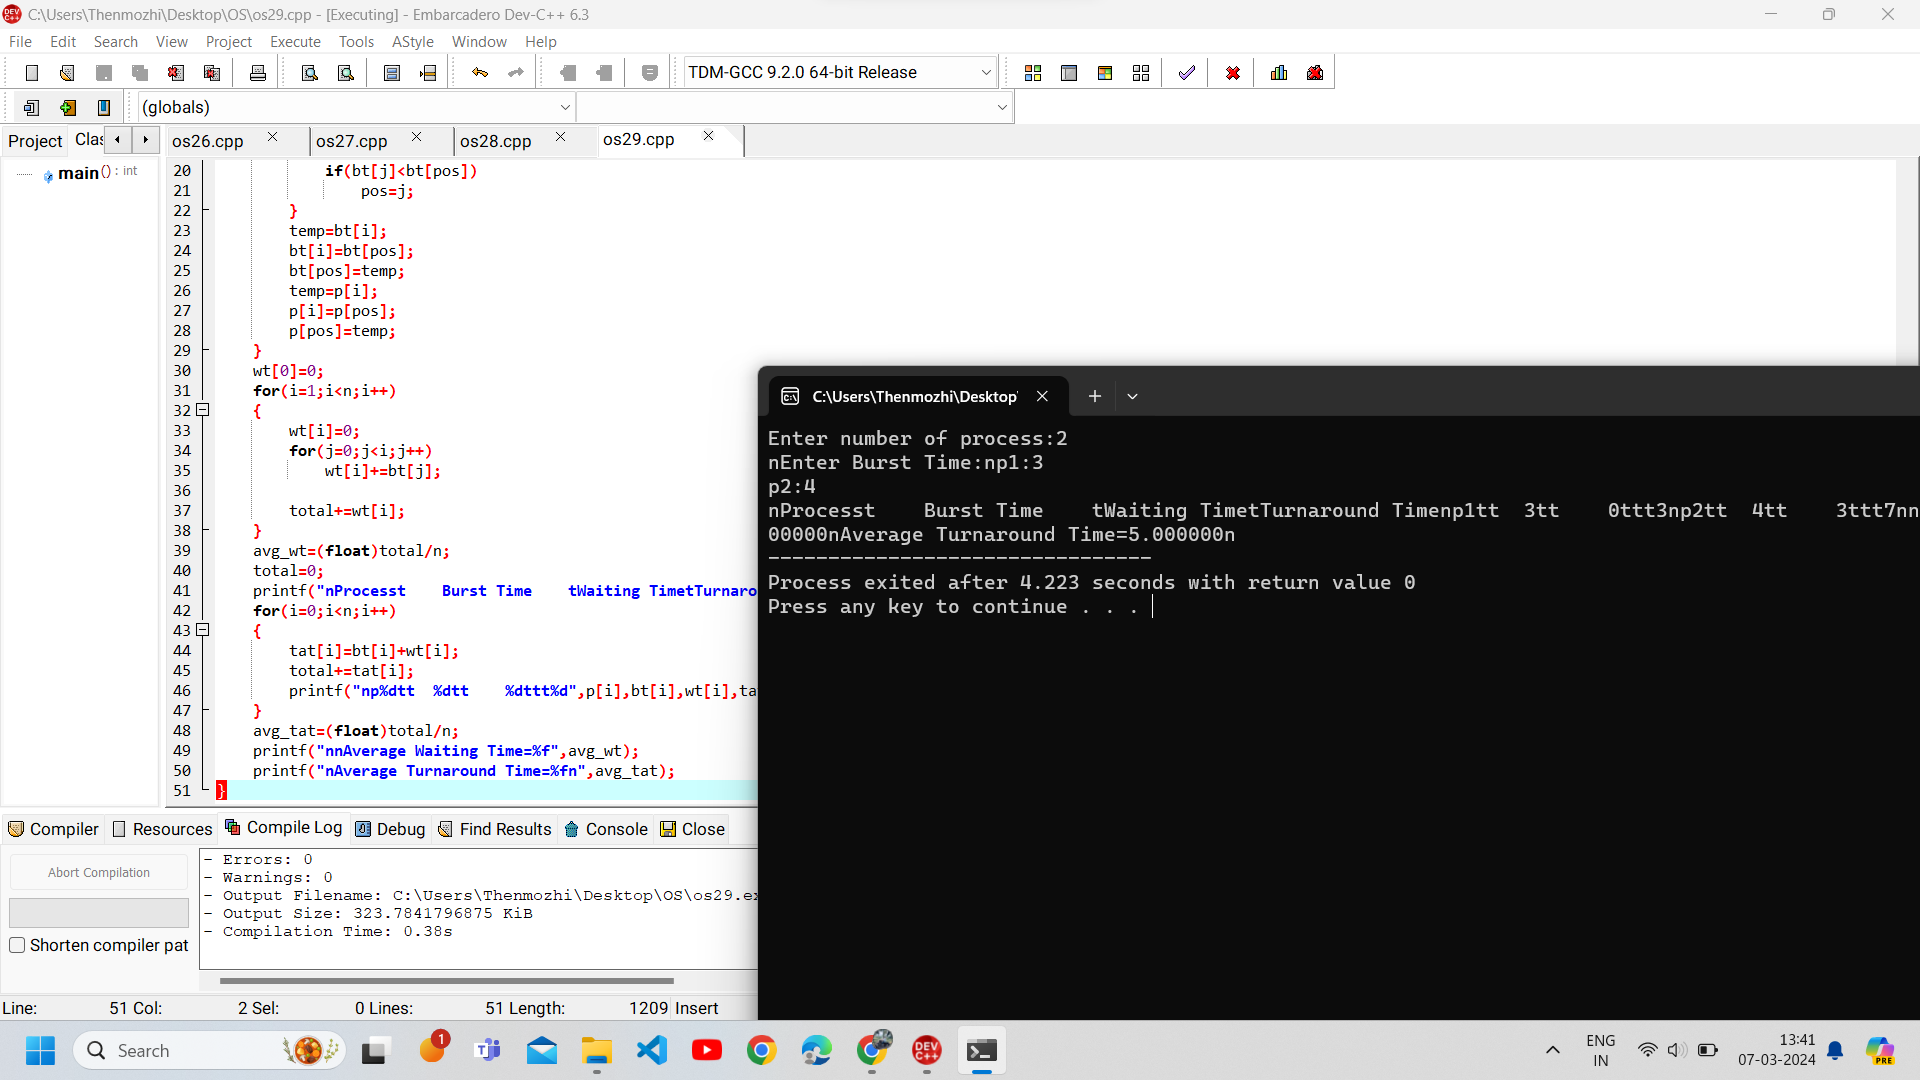 C:\Users\Thenmozhi\Desktop\OS\os29.cpp - [Executing] - Embarcadero Dev-C++ 6.3
File Edit Search View Project Execute Tools AStyle Window Help
TDM-GCC 9.2.0 64-bit Release
(globals)
Project Clas
os26.cpp os27.cpp os28.cpp os29.cpp
main() : int
20 if(bt[j]<bt[pos])
21 pos=j;
22 }
23 temp=bt[i];
24 bt[i]=bt[pos];
25 bt[pos]=temp;
26 temp=p[i];
27 p[i]=p[pos];
28 p[pos]=temp;
29 }
30 wt[0]=0;
31 for(i=1;i<n;i++)
32 {
33 wt[i]=0;
34 for(j=0;j<i;j++)
35 wt[i]+=bt[j];
36
37 total+=wt[i];
38 }
39 avg_wt=(float)total/n;
40 total=0;
41 printf("nProcesst    Burst Time    tWaiting TimetTurnaro
42 for(i=0;i<n;i++)
43 {
44 tat[i]=bt[i]+wt[i];
45 total+=tat[i];
46 printf("np%dtt  %dtt    %dttt%d",p[i],bt[i],wt[i],ta
47 }
48 avg_tat=(float)total/n;
49 printf("nnAverage Waiting Time=%f",avg_wt);
50 printf("nAverage Turnaround Time=%fn",avg_tat);
51 }
C:\Users\Thenmozhi\Desktop'
Enter number of process:2
nEnter Burst Time:np1:3
p2:4
nProcesst    Burst Time    tWaiting TimetTurnaround Timenp1tt  3tt    0ttt3np2tt  4tt    3ttt7nn
00000nAverage Turnaround Time=5.000000n
--------------------------------
Process exited after 4.223 seconds with return value 0
Press any key to continue . . .
Compiler Resources Compile Log Debug Find Results Console Close
Abort Compilation
Shorten compiler pat
- Errors: 0
- Warnings: 0
- Output Filename: C:\Users\Thenmozhi\Desktop\OS\os29.ex
- Output Size: 323.7841796875 KiB
- Compilation Time: 0.38s
Line: 51 Col: 2 Sel: 0 Lines: 51 Length: 1209 Insert
Search
1
DEV C++
ENG
IN
13:41
07-03-2024
PRE